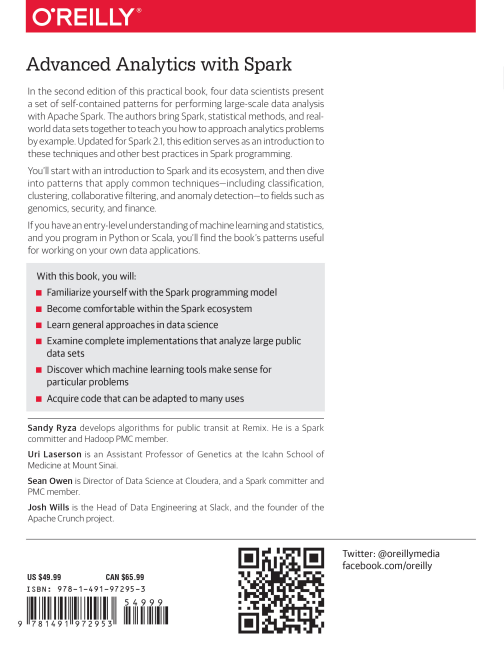 O'REILLY®
Advanced Analytics with Spark
In the second edition of this practical book, four data scientists present
a set of self-contained patterns for performing large-scale data analysis
with Apache Spark. The authors bring Spark, statistical methods, and real-
world data sets together to teach you how to approach analytics problems
by example. Updated for Spark 2.1, this edition serves as an introduction to
these techniques and other best practices in Spark programming.
You'll start with an introduction to Spark and its ecosystem, and then dive
into patterns that apply common techniques—including classification,
clustering, collaborative filtering, and anomaly detection—to fields such as
genomics, security, and finance.
If you have an entry-level understanding of machine learning and statistics,
and you program in Python or Scala, you'll find the book's patterns useful
for working on your own data applications.
With this book, you will:
■ Familiarize yourself with the Spark programming model
■ Become comfortable within the Spark ecosystem
■ Learn general approaches in data science
■ Examine complete implementations that analyze large public
data sets
■ Discover which machine learning tools make sense for
particular problems
■ Acquire code that can be adapted to many uses
Sandy Ryza develops algorithms for public transit at Remix. He is a Spark
committer and Hadoop PMC member.
Uri Laserson is an Assistant Professor of Genetics at the Icahn School of
Medicine at Mount Sinai.
Sean Owen is Director of Data Science at Cloudera, and a Spark committer and
PMC member.
Josh Wills is the Head of Data Engineering at Slack, and the founder of the
Apache Crunch project.
US $49.99 CAN $65.99
ISBN: 978-1-491-97295-3
5 4 9 9 9
9 781491 972953
Twitter: @oreillymedia
facebook.com/oreilly